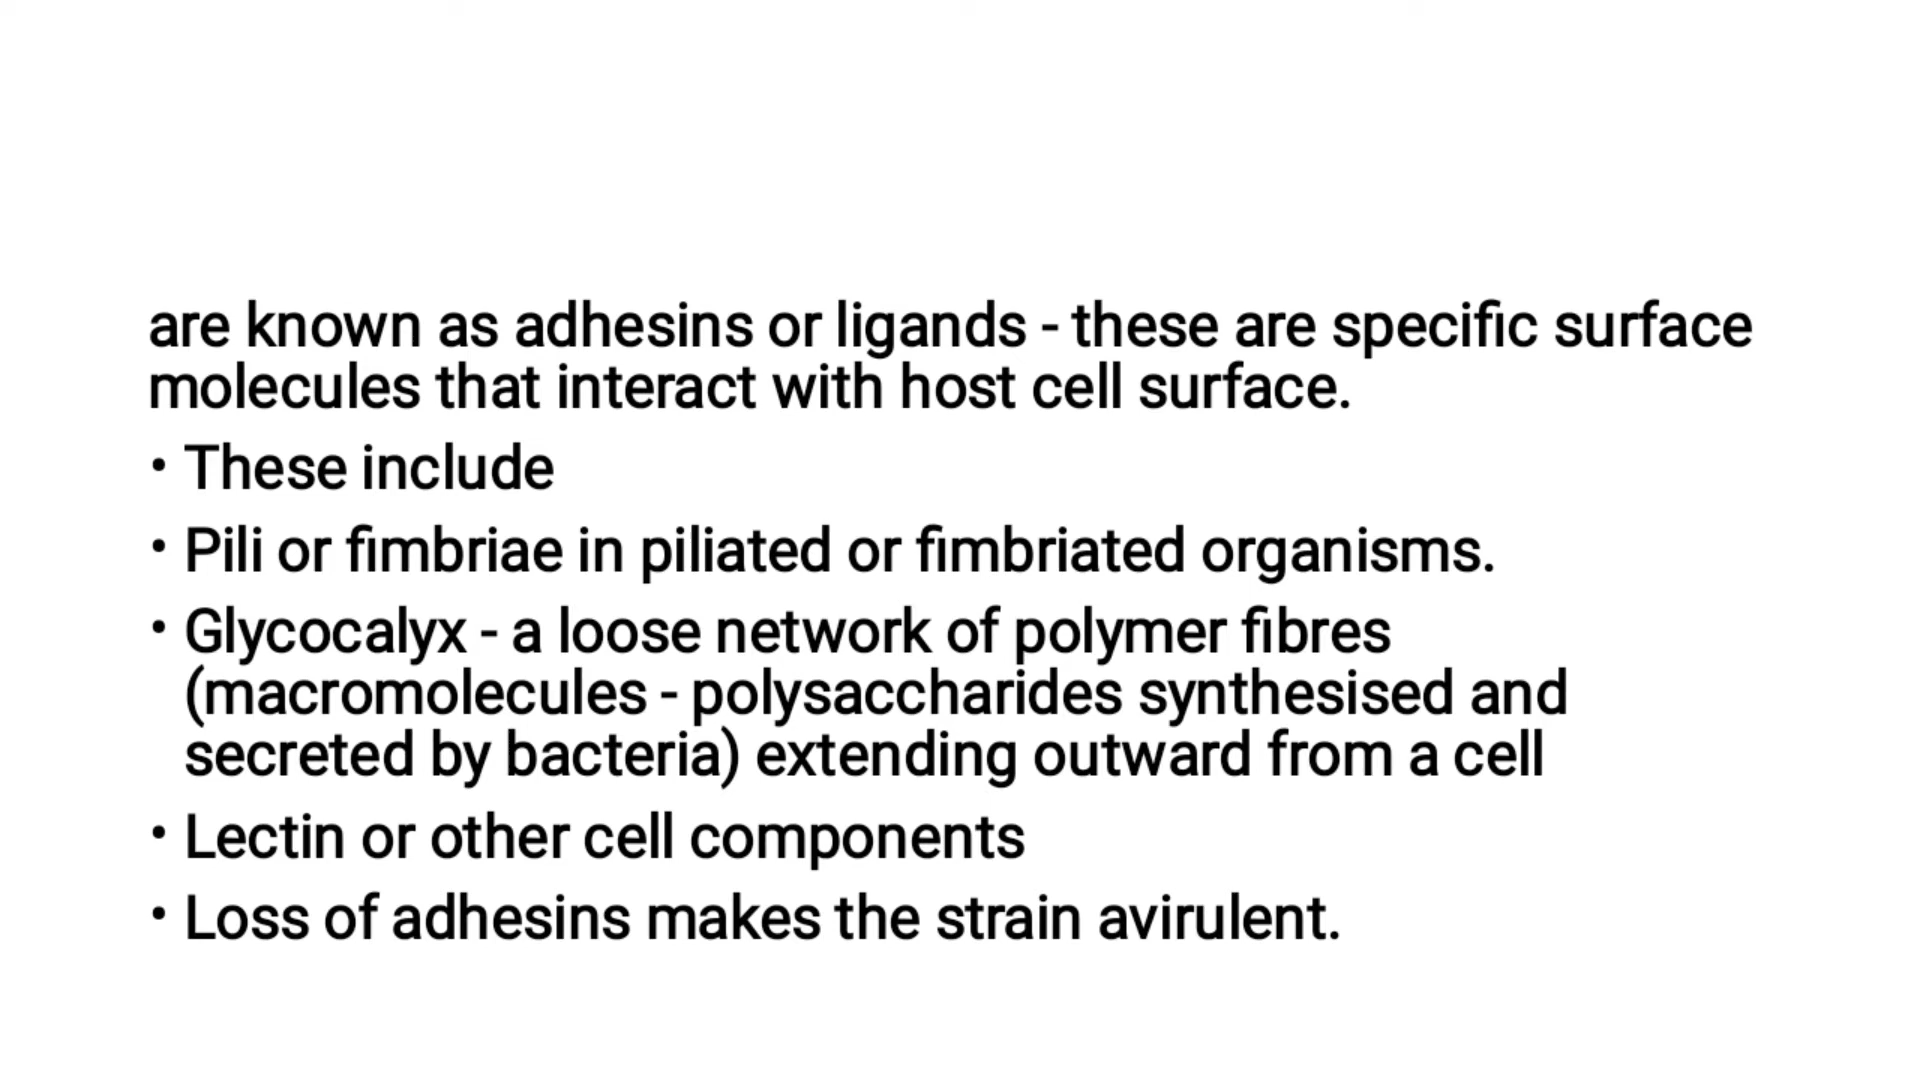 are known as adhesins or ligands - these are specific surface
molecules that interact with host cell surface.
• These include
• Pili or fimbriae in piliated or fimbriated organisms.
• Glycocalyx - a loose network of polymer fibres
(macromolecules - polysaccharides synthesised and
secreted by bacteria) extending outward from a cell
• Lectin or other cell components
• Loss of adhesins makes the strain avirulent.